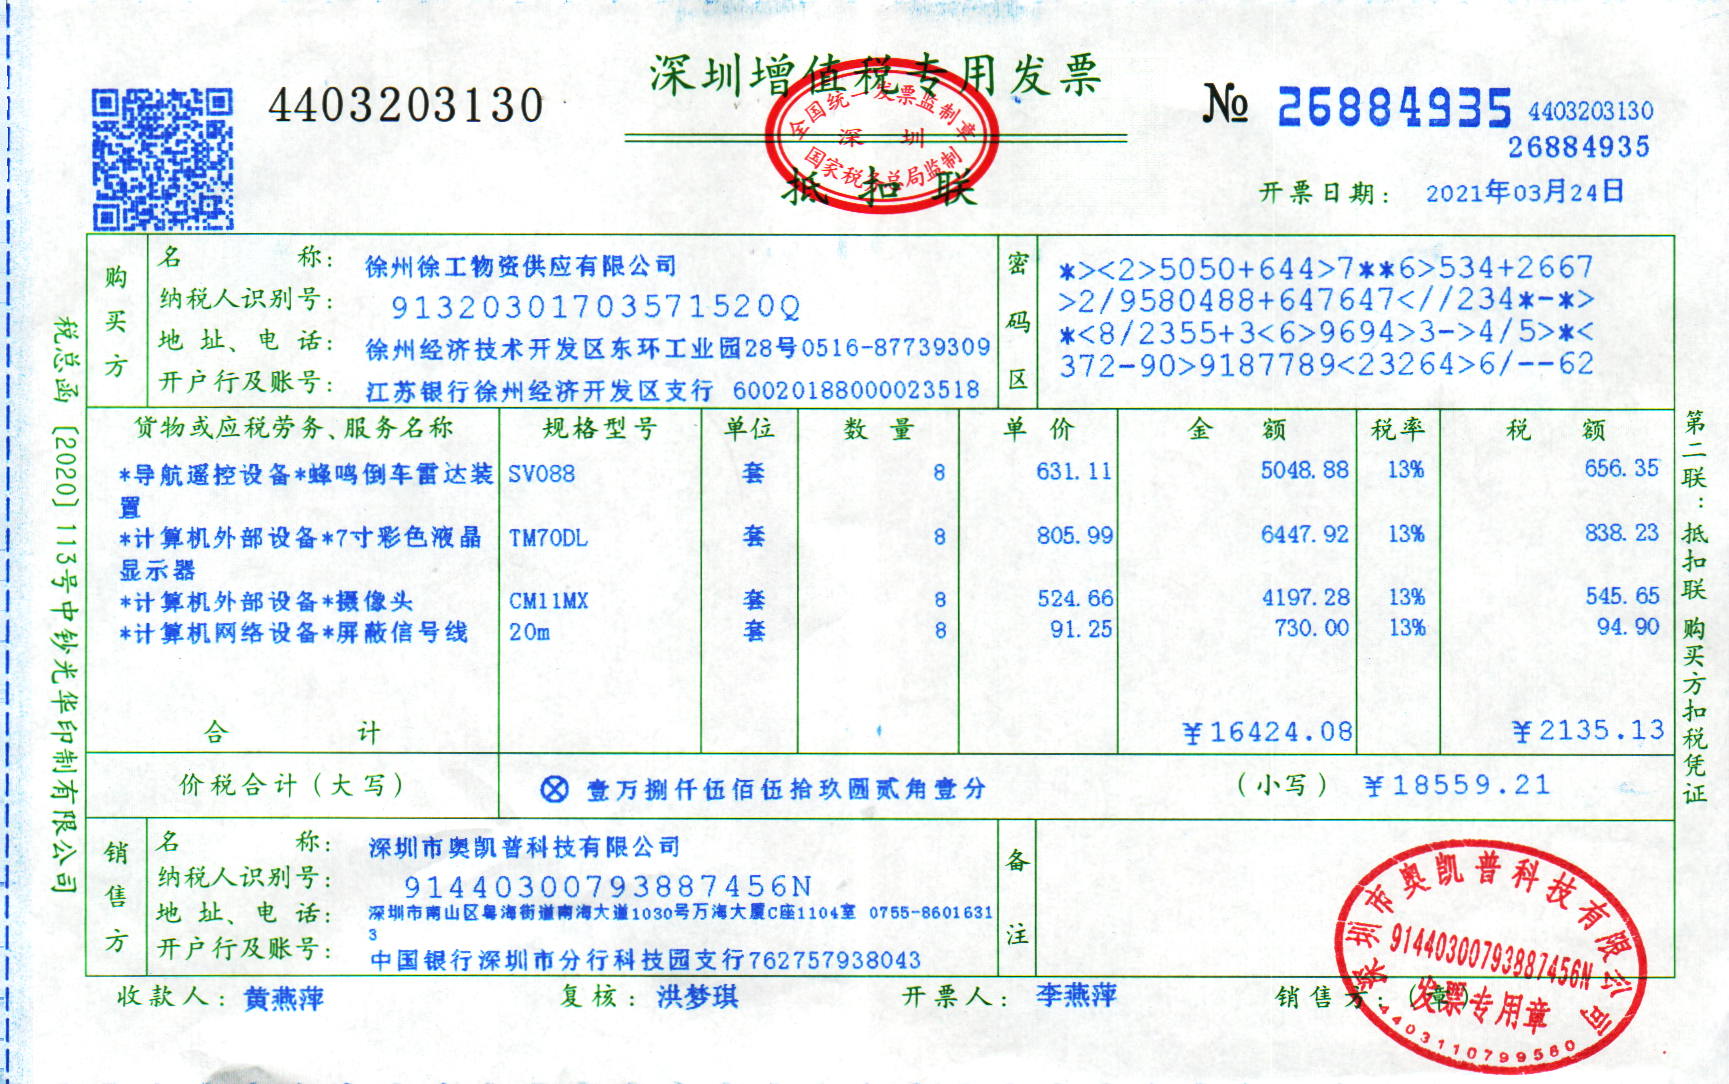 深圳增值税专用发票
4403203130
№ 26884935 4403203130
26884935
全国统一发票监制章
深 圳
国家税务总局监制
抵扣联
开票日期: 2021年03月24日
购买方
名 称: 徐州徐工物资供应有限公司
纳税人识别号: 91320301703571520Q
地址、电话: 徐州经济技术开发区东环工业园28号0516-87739309
开户行及账号: 江苏银行徐州经济开发区支行 60020188000023518
密码区
*><2>5050+644>7**6>534+2667
>2/9580488+647647<//234*-*>
*<8/2355+3<6>9694>3->4/5>*<
372-90>9187789<23264>6/--62
货物或应税劳务、服务名称 规格型号 单位 数量 单价 金额 税率 税额
*导航遥控设备*蜂鸣倒车雷达装 SV088 套 8 631.11 5048.88 13% 656.35
置
*计算机外部设备*7寸彩色液晶 TM70DL 套 8 805.99 6447.92 13% 838.23
显示器
*计算机外部设备*摄像头 CM11MX 套 8 524.66 4197.28 13% 545.65
*计算机网络设备*屏蔽信号线 20m 套 8 91.25 730.00 13% 94.90
合 计 ¥16424.08 ¥2135.13
价税合计(大写) ⊗ 壹万捌仟伍佰伍拾玖圆贰角壹分 (小写) ¥18559.21
销售方
名 称: 深圳市奥凯普科技有限公司
纳税人识别号: 91440300793887456N
地址、电话: 深圳市南山区粤海街道南海大道1030号万海大厦C座1104室 0755-8601631
3
开户行及账号: 中国银行深圳市分行科技园支行762757938043
备注
收款人: 黄燕萍 复核: 洪梦琪 开票人: 李燕萍 销售方:(章)
深圳市奥凯普科技有限公司
91440300793887456N
发票专用章
4403110799580
税总函〔2020〕113号中钞光华印制有限公司
第二联:抵扣联 购买方扣税凭证